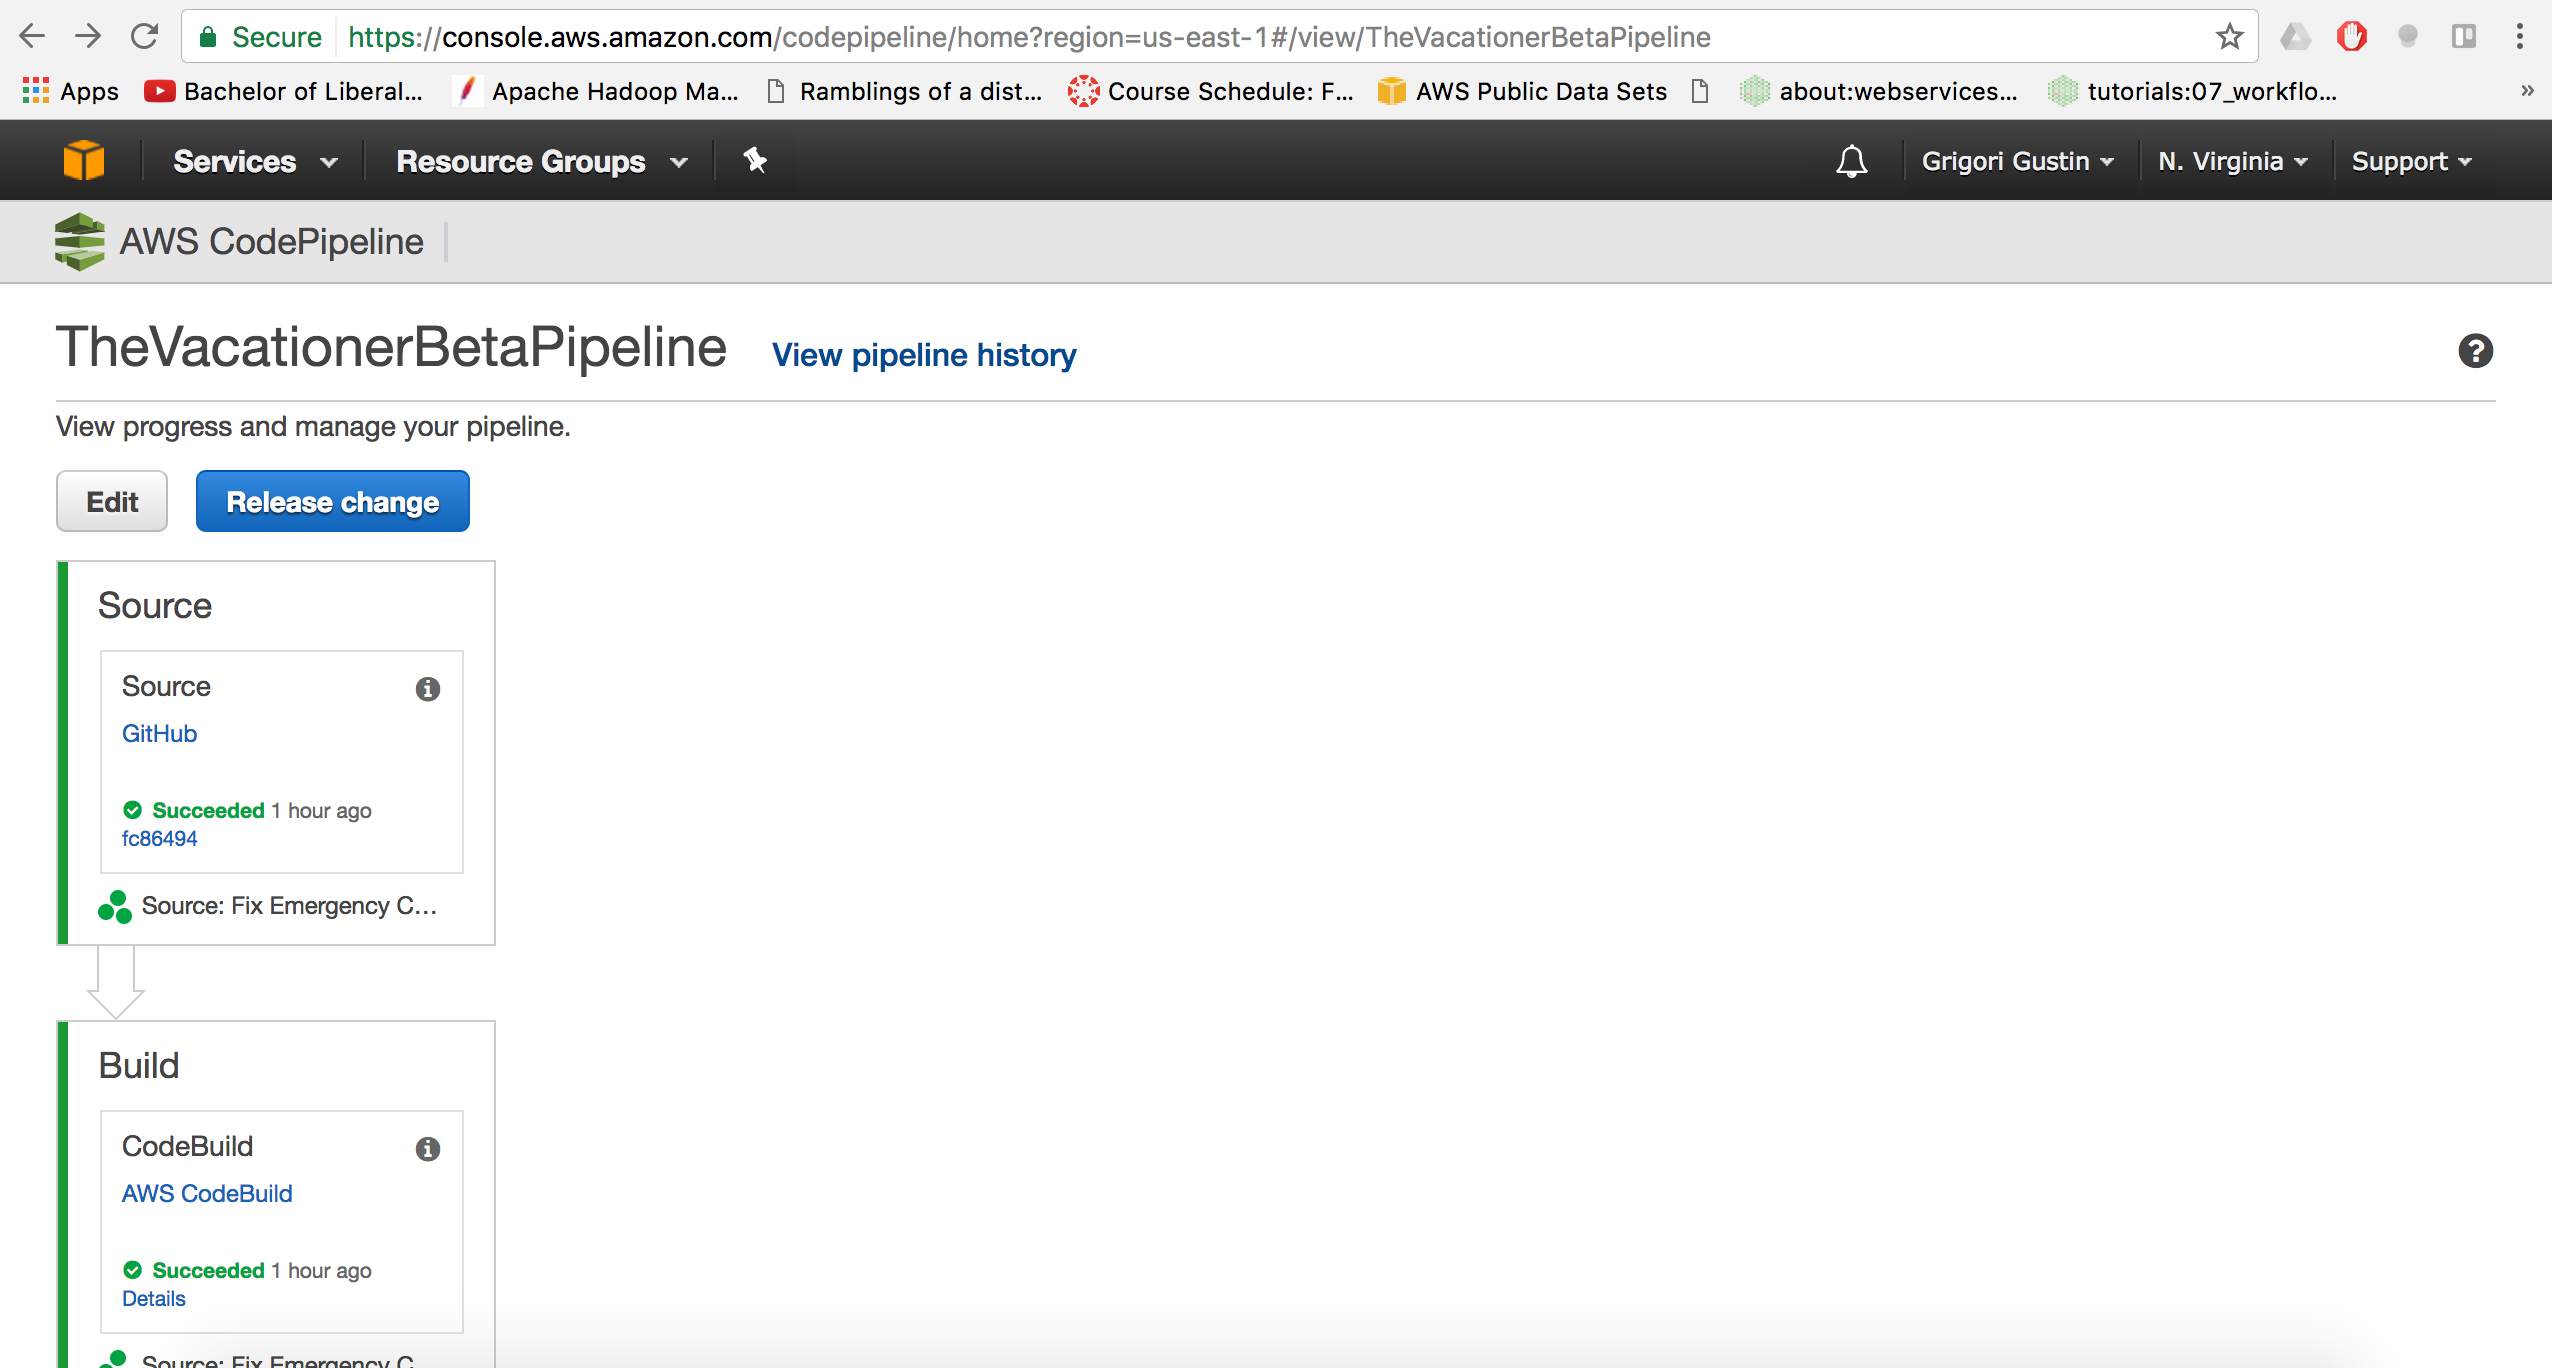 Secure https://console.aws.amazon.com/codepipeline/home?region=us-east-1#/view/TheVacationerBetaPipeline
Apps Bachelor of Liberal... Apache Hadoop Ma... Ramblings of a dist... Course Schedule: F... AWS Public Data Sets about:webservices... tutorials:07_workflo... »
Services Resource Groups Grigori Gustin N. Virginia Support
AWS CodePipeline
TheVacationerBetaPipeline View pipeline history ?
View progress and manage your pipeline.
Edit Release change
Source
Source
GitHub
Succeeded 1 hour ago
fc86494
Source: Fix Emergency C...
Build
CodeBuild
AWS CodeBuild
Succeeded 1 hour ago
Details
Source: Fix Emergency C